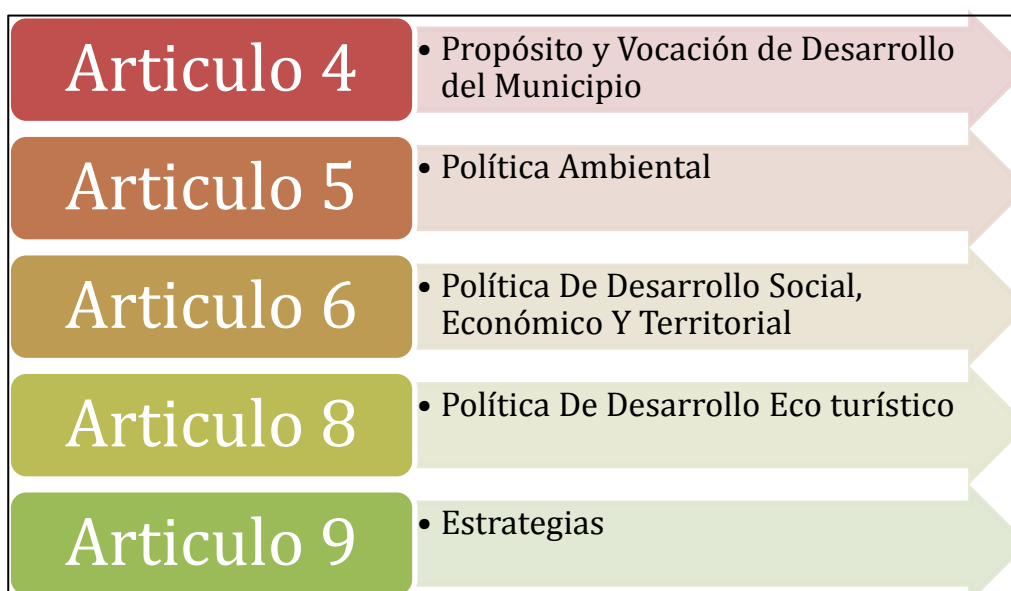 Articulo 4
• Propósito y Vocación de Desarrollo
del Municipio
Articulo 5
• Política Ambiental
Articulo 6
• Política De Desarrollo Social,
Económico Y Territorial
Articulo 8
• Política De Desarrollo Eco turístico
Articulo 9
• Estrategias